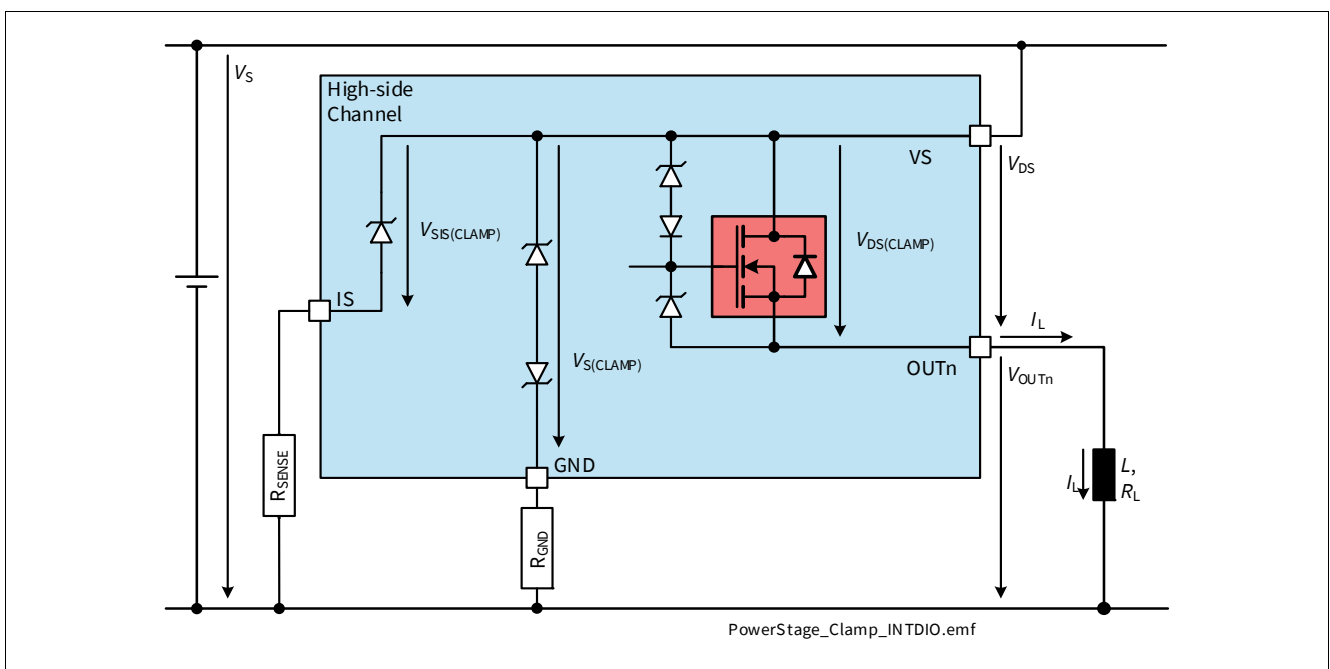 VS
High-side
Channel
VS
VDS
VSIS(CLAMP)
VDS(CLAMP)
IS
IL
VS(CLAMP)
OUTn
VOUTn
GND
RSENSE
L,
RL
IL
RGND
PowerStage_Clamp_INTDIO.emf